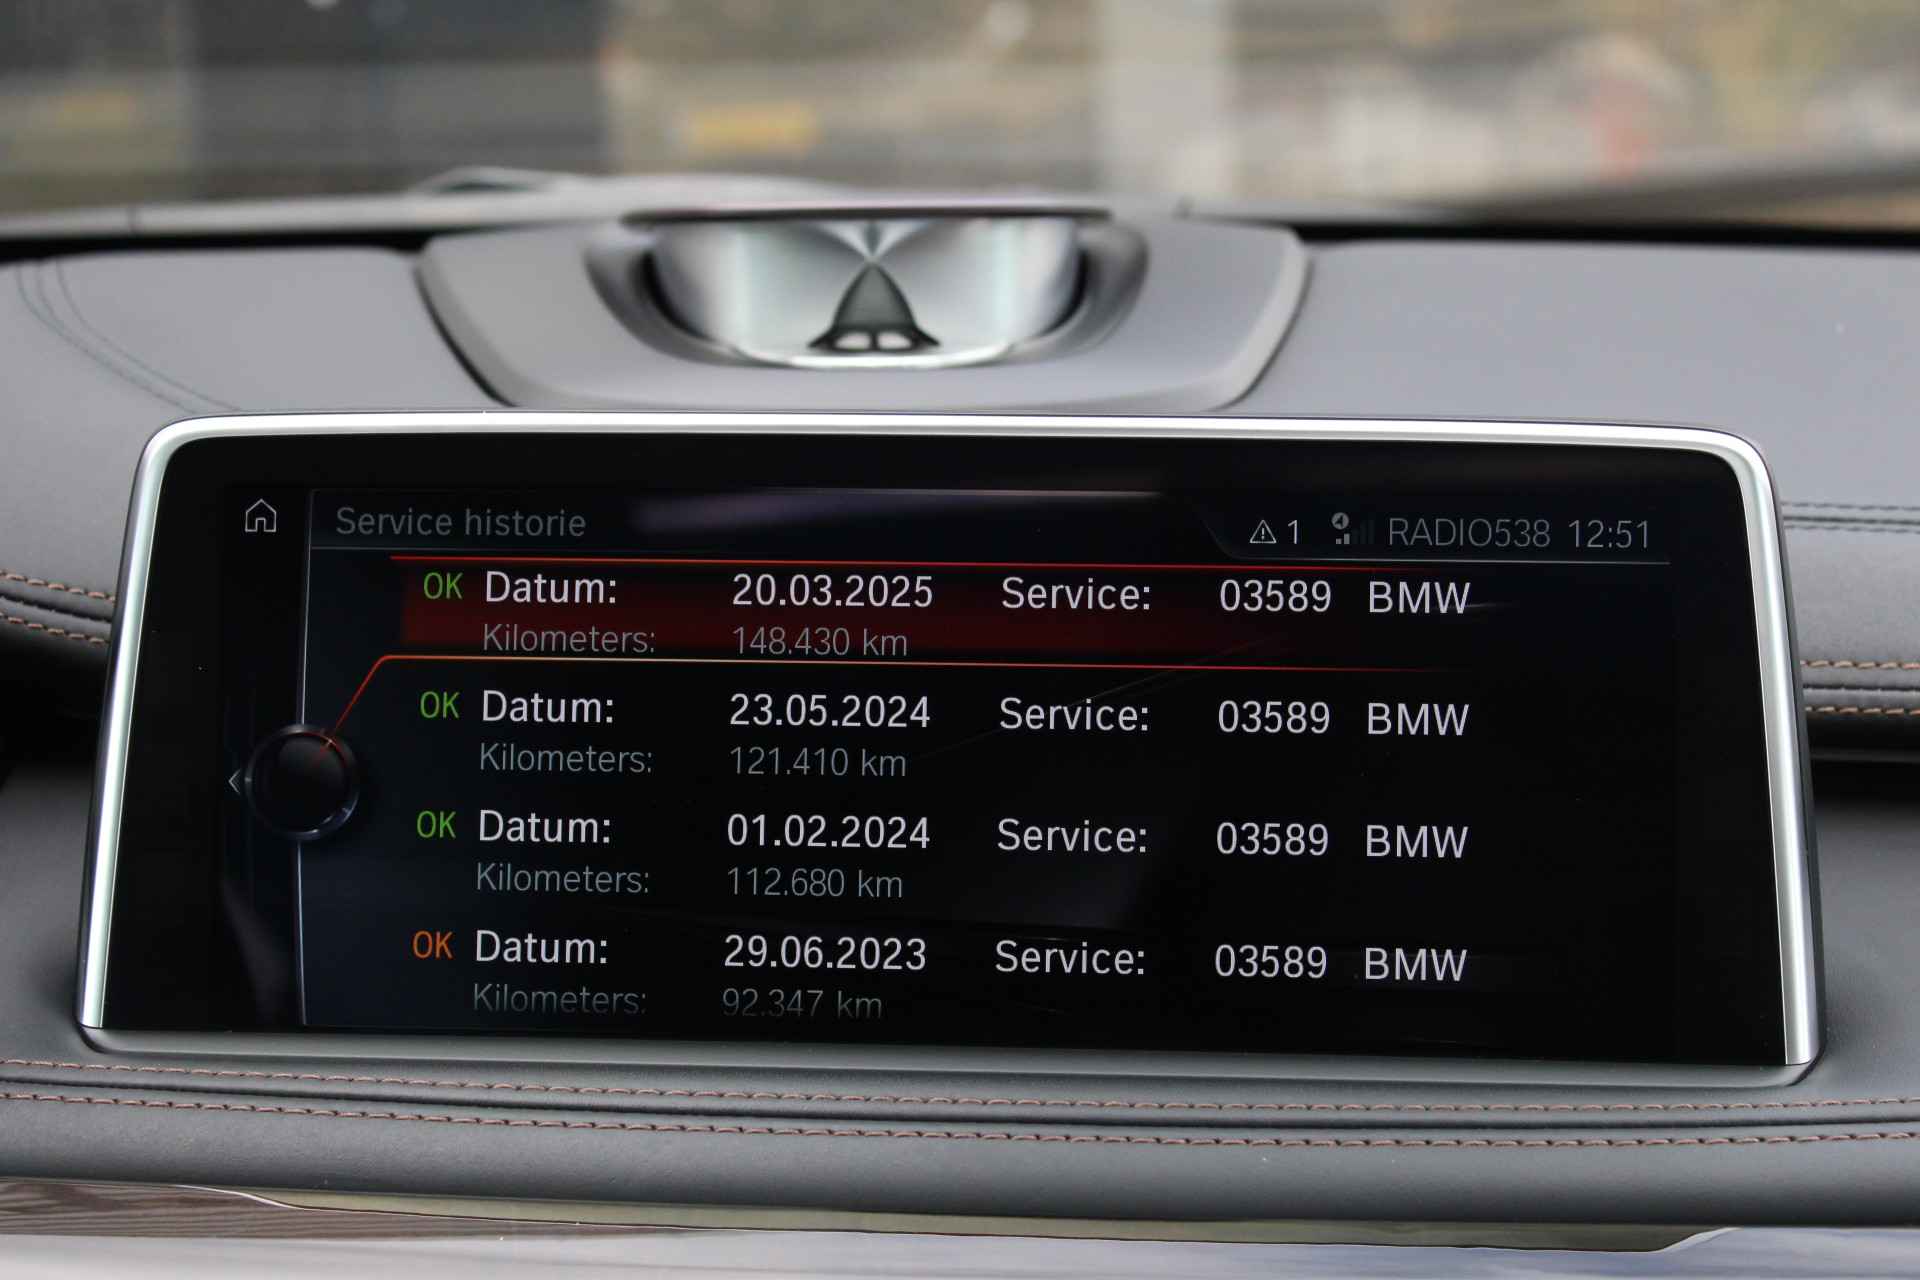 Service historie 1 RADIO538 12:51
OK Datum: 20.03.2025 Service: 03589 BMW
Kilometers: 148.430 km
OK Datum: 23.05.2024 Service: 03589 BMW
Kilometers: 121.410 km
OK Datum: 01.02.2024 Service: 03589 BMW
Kilometers: 112.680 km
OK Datum: 29.06.2023 Service: 03589 BMW
Kilometers: 92.347 km